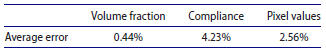 Volume fraction Compliance Pixel values
Average error 0.44% 4.23% 2.56%